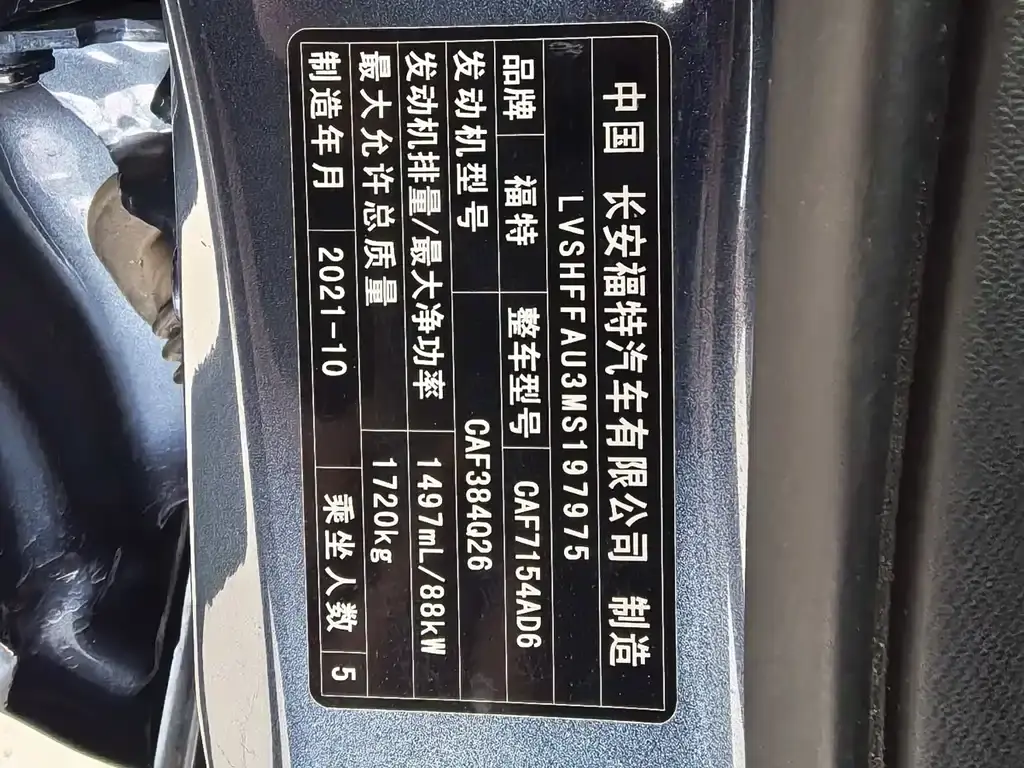 中国 长安福特汽车有限公司 制造
LVSHFFAU3MS197975
品牌 福特 整车型号 CAF7154AD6
发动机型号 CAF384Q26
发动机排量/最大净功率 1497mL/88kW
最大允许总质量 1720kg
制造年月 2021-10 乘坐人数 5